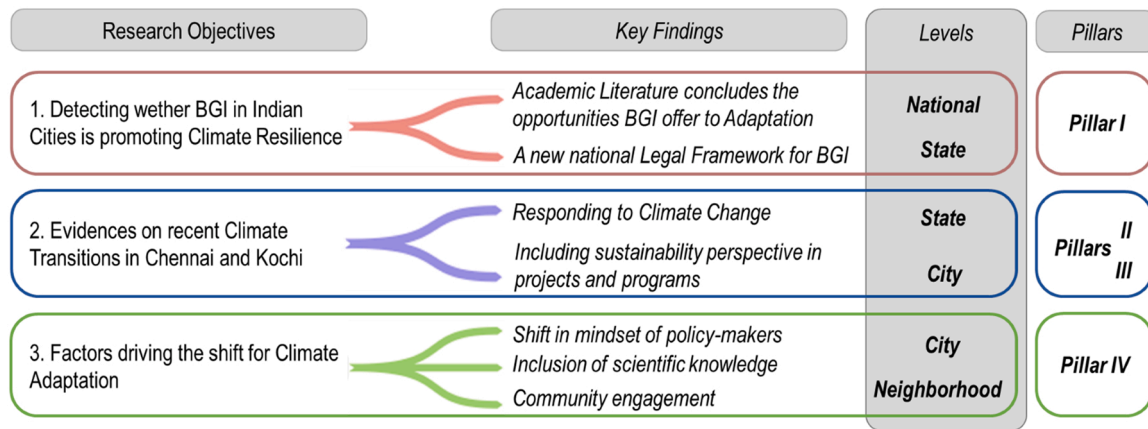 Research Objectives
Key Findings
Levels
Pillars
1. Detecting wether BGI in Indian
Cities is promoting Climate Resilience
Academic Literature concludes the
opportunities BGI offer to Adaptation
A new national Legal Framework for BGI
National
State
Pillar I
2. Evidences on recent Climate
Transitions in Chennai and Kochi
Responding to Climate Change
Including sustainability perspective in
projects and programs
State
City
Pillars II
III
3. Factors driving the shift for Climate
Adaptation
Shift in mindset of policy-makers
Inclusion of scientific knowledge
Community engagement
City
Neighborhood
Pillar IV